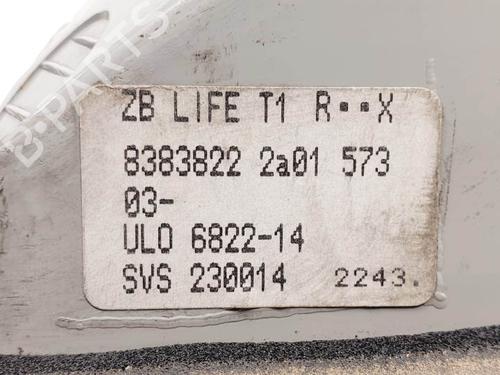 B-PARTS
ZB LIFE T1 R··X
8383822 2a01 573
03-
ULO 6822-14
SVS 230014 2243.